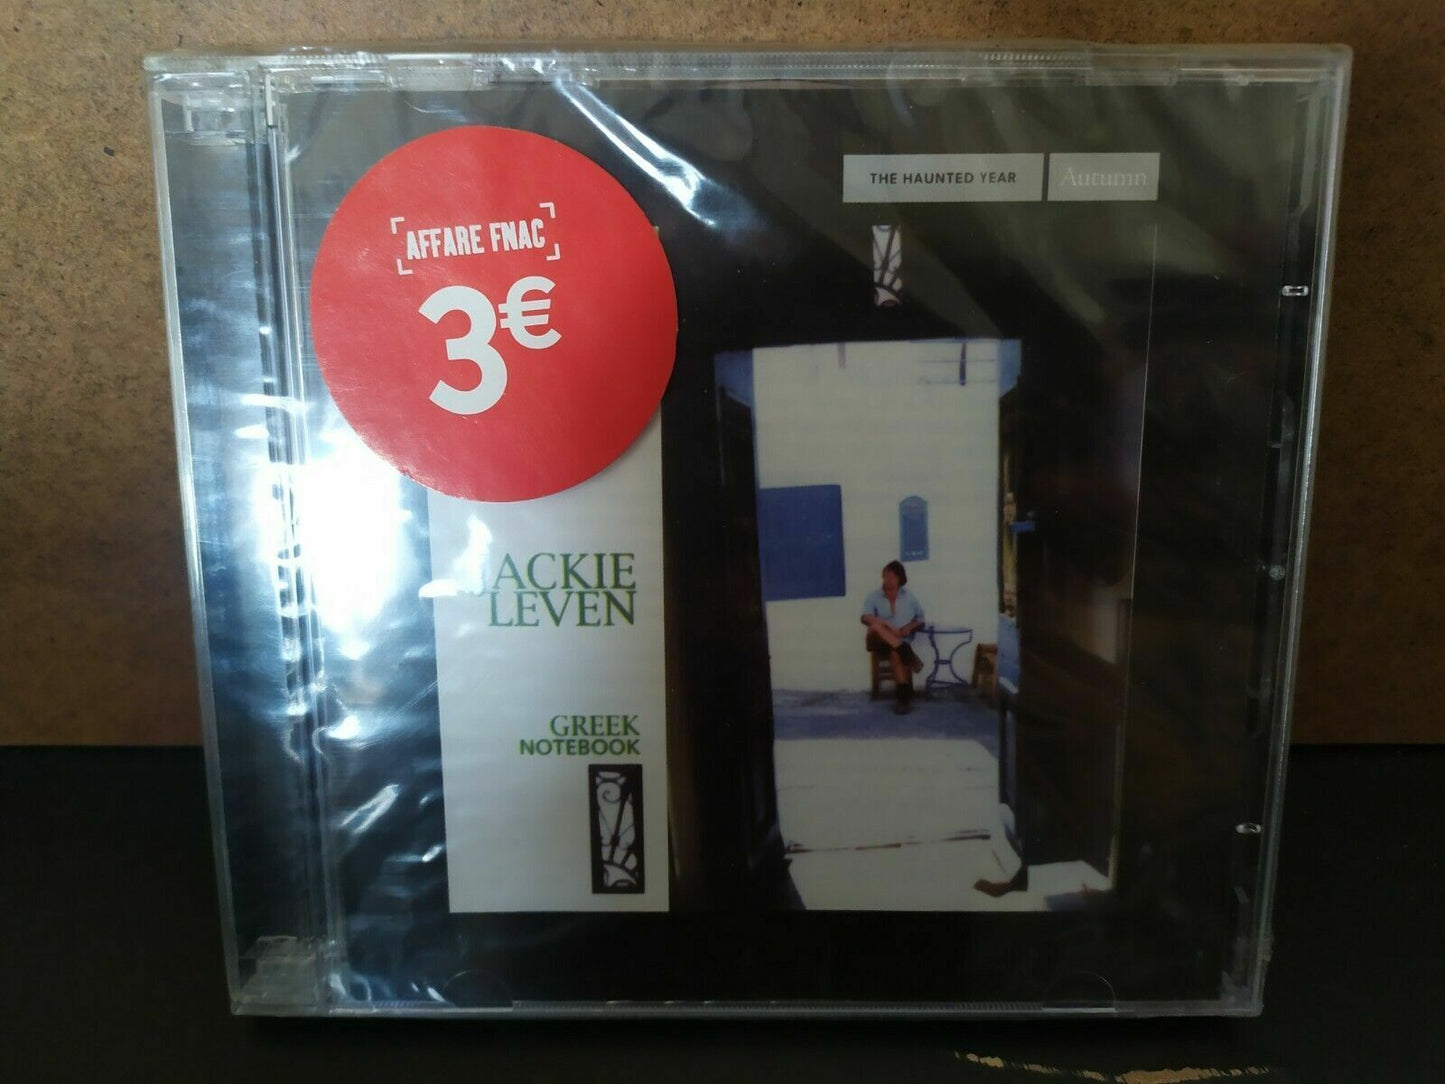 THE HAUNTED YEAR
Autumn
AFFARE FNAC
3€
JACKIE
LEVEN
GREEK
NOTEBOOK